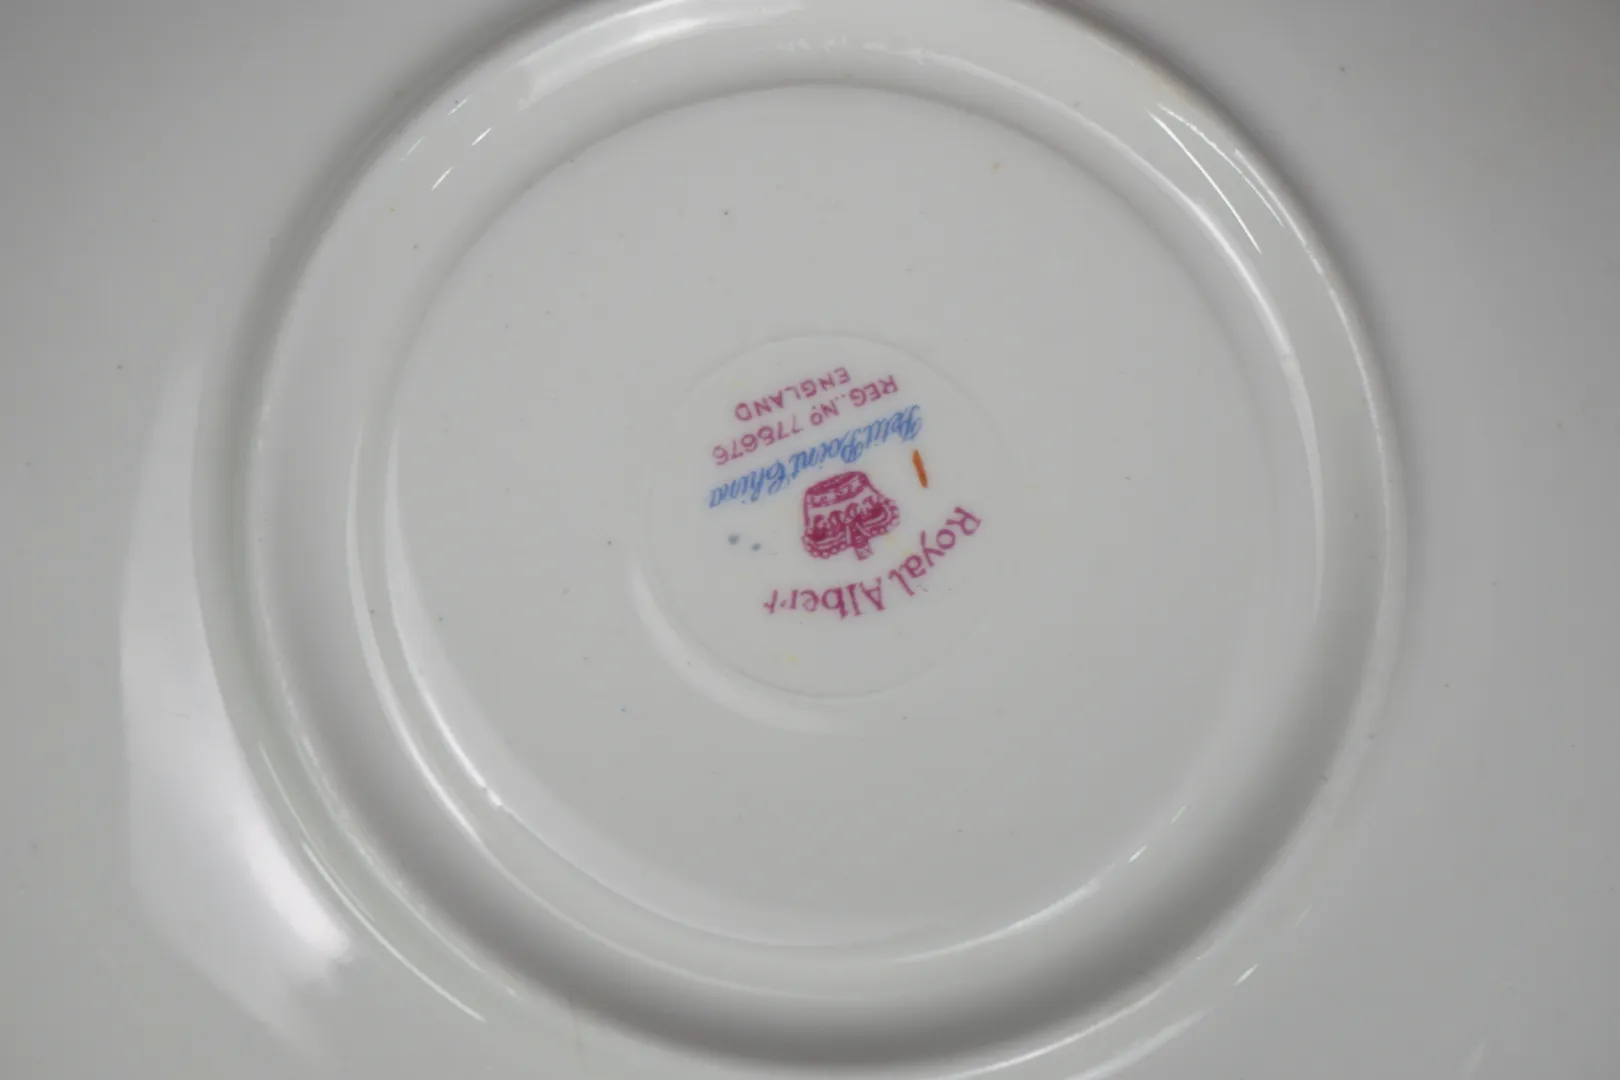 Royal Albert
Petit Point China
REG. Nº 778676
ENGLAND